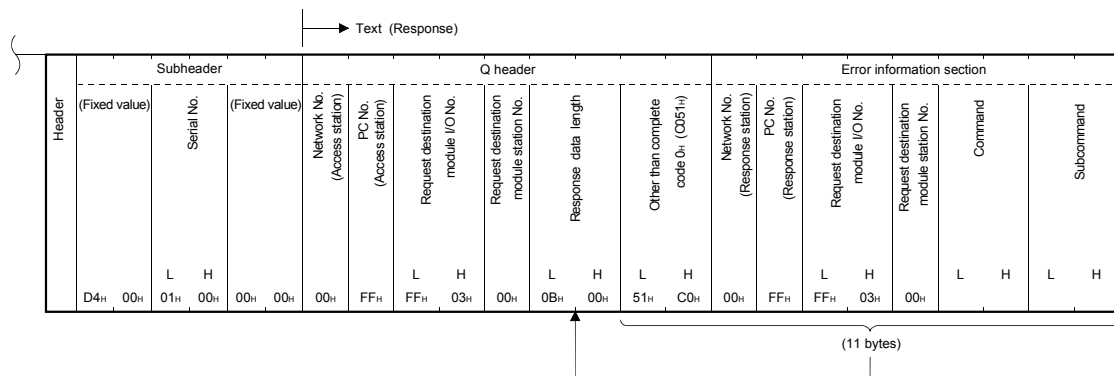 Text (Response)
Subheader
Q header
Error information section
Header
(Fixed value)
Serial No.
(Fixed value)
Network No.
(Access station)
PC No.
(Access station)
Request destination
module I/O No.
Request destination
module station No.
Response data length
Other than complete
code 0H (C051H)
Network No.
(Response station)
PC No.
(Response station)
Request destination
module I/O No.
Request destination
module station No.
Command
Subcommand
L H L H L H L H L H L H L H
D4H 00H 01H 00H 00H 00H 00H FFH FFH 03H 00H 0BH 00H 51H C0H 00H FFH FFH 03H 00H
(11 bytes)